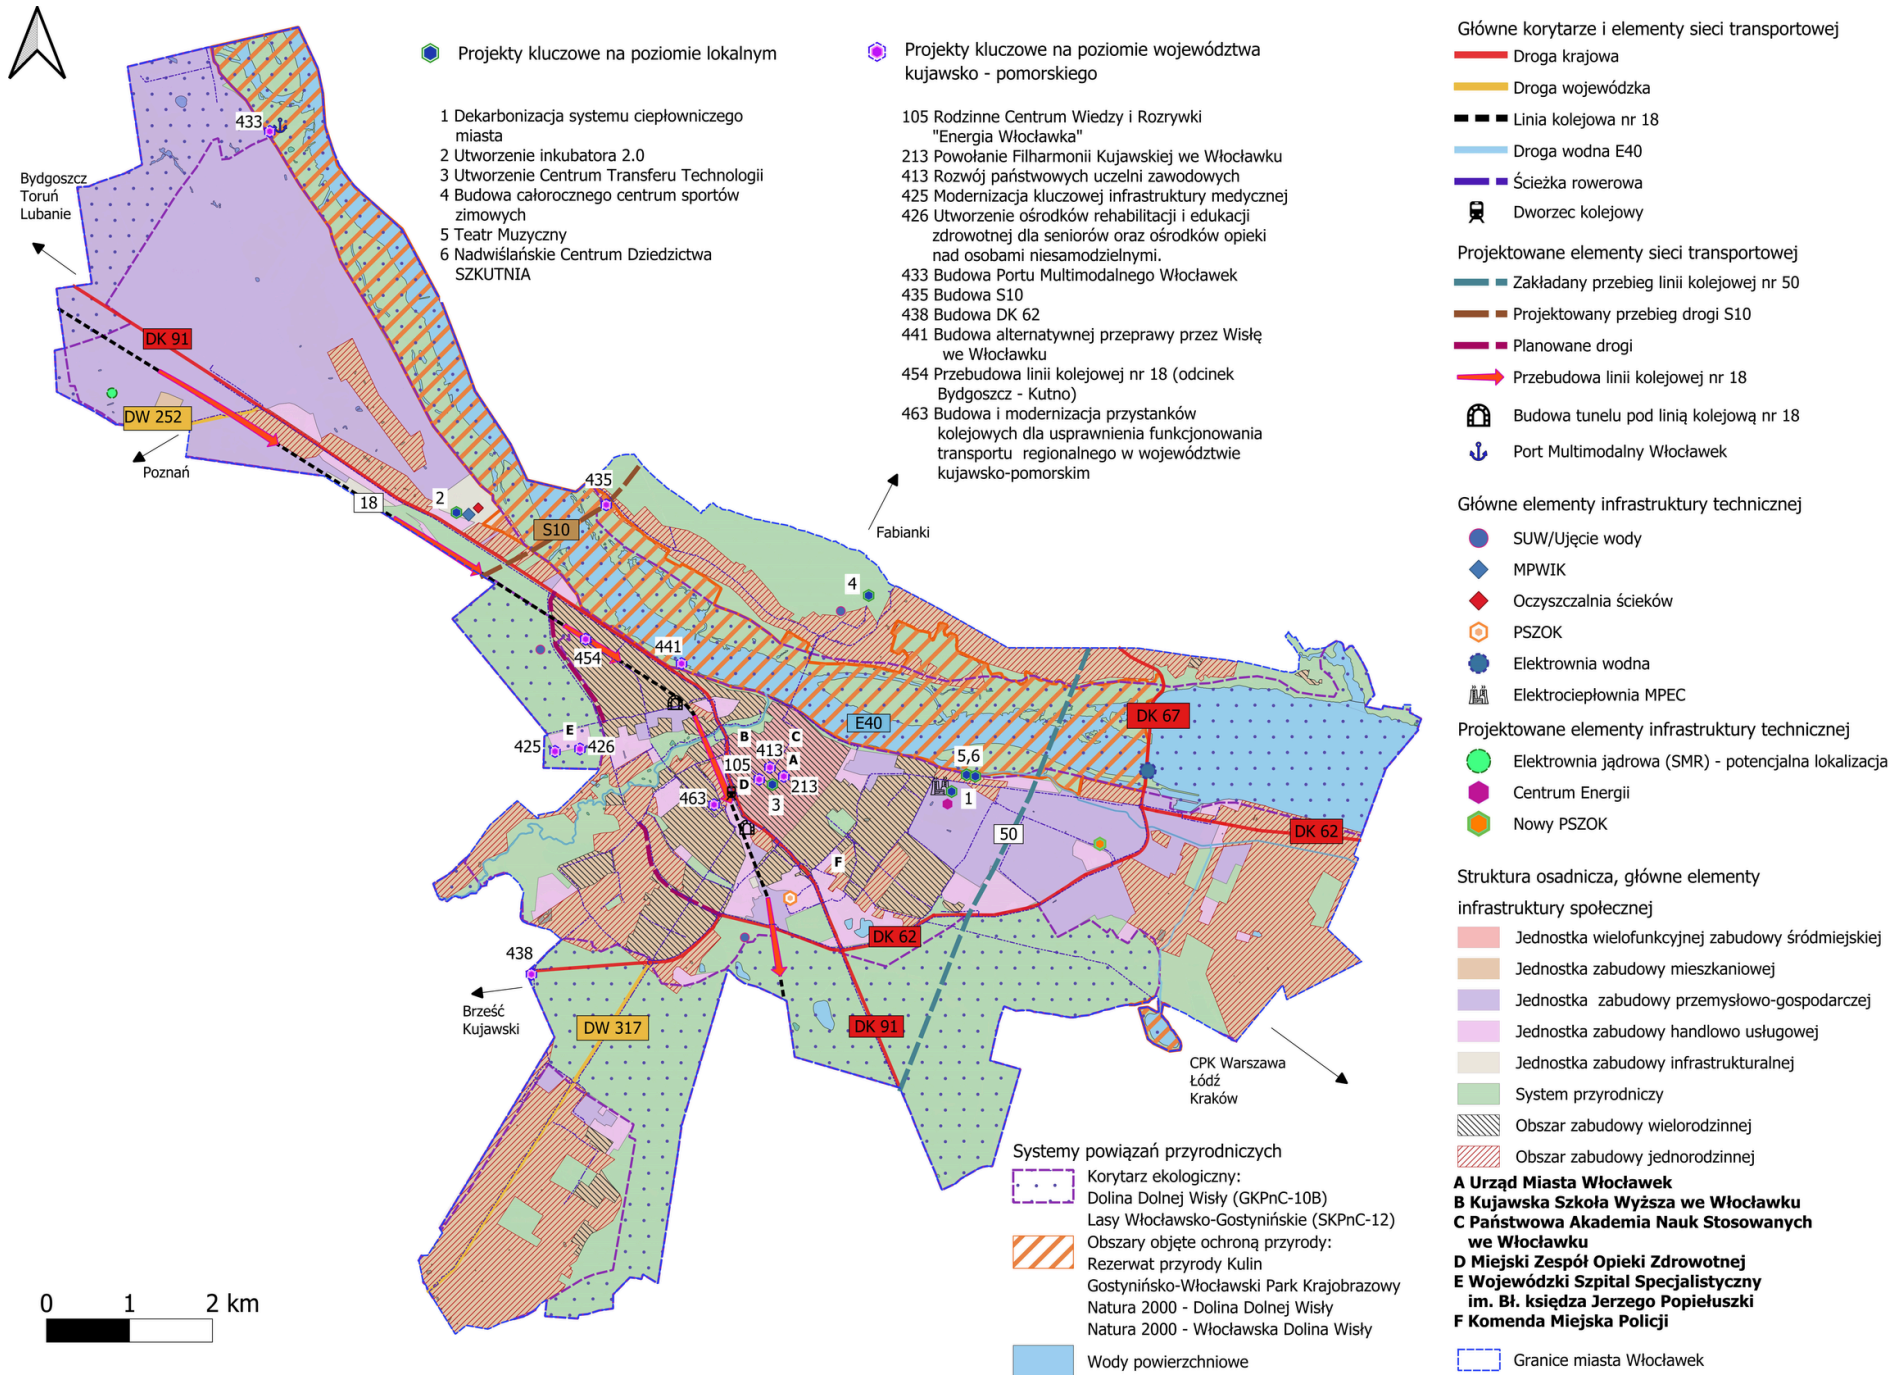 Projekty kluczowe na poziomie lokalnym
1 Dekarbonizacja systemu ciepłowniczego
miasta
2 Utworzenie inkubatora 2.0
3 Utworzenie Centrum Transferu Technologii
4 Budowa całorocznego centrum sportów
zimowych
5 Teatr Muzyczny
6 Nadwiślańskie Centrum Dziedzictwa
SZKUTNIA
Projekty kluczowe na poziomie województwa
kujawsko - pomorskiego
105 Rodzinne Centrum Wiedzy i Rozrywki
"Energia Włocławka"
213 Powołanie Filharmonii Kujawskiej we Włocławku
413 Rozwój państwowych uczelni zawodowych
425 Modernizacja kluczowej infrastruktury medycznej
426 Utworzenie ośrodków rehabilitacji i edukacji
zdrowotnej dla seniorów oraz ośrodków opieki
nad osobami niesamodzielnymi.
433 Budowa Portu Multimodalnego Włocławek
435 Budowa S10
438 Budowa DK 62
441 Budowa alternatywnej przeprawy przez Wisłę
we Włocławku
454 Przebudowa linii kolejowej nr 18 (odcinek
Bydgoszcz - Kutno)
463 Budowa i modernizacja przystanków
kolejowych dla usprawnienia funkcjonowania
transportu regionalnego w województwie
kujawsko-pomorskim
Główne korytarze i elementy sieci transportowej
Droga krajowa
Droga wojewódzka
Linia kolejowa nr 18
Droga wodna E40
Ścieżka rowerowa
Dworzec kolejowy
Projektowane elementy sieci transportowej
Zakładany przebieg linii kolejowej nr 50
Projektowany przebieg drogi S10
Planowane drogi
Przebudowa linii kolejowej nr 18
Budowa tunelu pod linią kolejową nr 18
Port Multimodalny Włocławek
Główne elementy infrastruktury technicznej
SUW/Ujęcie wody
MPWIK
Oczyszczalnia ścieków
PSZOK
Elektrownia wodna
Elektrociepłownia MPEC
Projektowane elementy infrastruktury technicznej
Elektrownia jądrowa (SMR) - potencjalna lokalizacja
Centrum Energii
Nowy PSZOK
Struktura osadnicza, główne elementy
infrastruktury społecznej
Jednostka wielofunkcyjnej zabudowy śródmiejskiej
Jednostka zabudowy mieszkaniowej
Jednostka zabudowy przemysłowo-gospodarczej
Jednostka zabudowy handlowo usługowej
Jednostka zabudowy infrastrukturalnej
System przyrodniczy
Obszar zabudowy wielorodzinnej
Obszar zabudowy jednorodzinnej
A Urząd Miasta Włocławek
B Kujawska Szkoła Wyższa we Włocławku
C Państwowa Akademia Nauk Stosowanych
we Włocławku
D Miejski Zespół Opieki Zdrowotnej
E Wojewódzki Szpital Specjalistyczny
im. Bł. księdza Jerzego Popiełuszki
F Komenda Miejska Policji
Granice miasta Włocławek
Systemy powiązań przyrodniczych
Korytarz ekologiczny:
Dolina Dolnej Wisły (GKPnC-10B)
Lasy Włocławsko-Gostynińskie (SKPnC-12)
Obszary objęte ochroną przyrody:
Rezerwat przyrody Kulin
Gostynińsko-Włocławski Park Krajobrazowy
Natura 2000 - Dolina Dolnej Wisły
Natura 2000 - Włocławska Dolina Wisły
Wody powierzchniowe
433
Bydgoszcz
Toruń
Lubanie
DK 91
DW 252
Poznań
18
2
435
S10
Fabianki
4
454
441
E40
DK 67
E
425
426
B
C
413
A
105
D
213
463
3
5,6
1
50
DK 62
F
DK 62
438
Brześć
Kujawski
DW 317
DK 91
CPK Warszawa
Łódź
Kraków
0 1 2 km